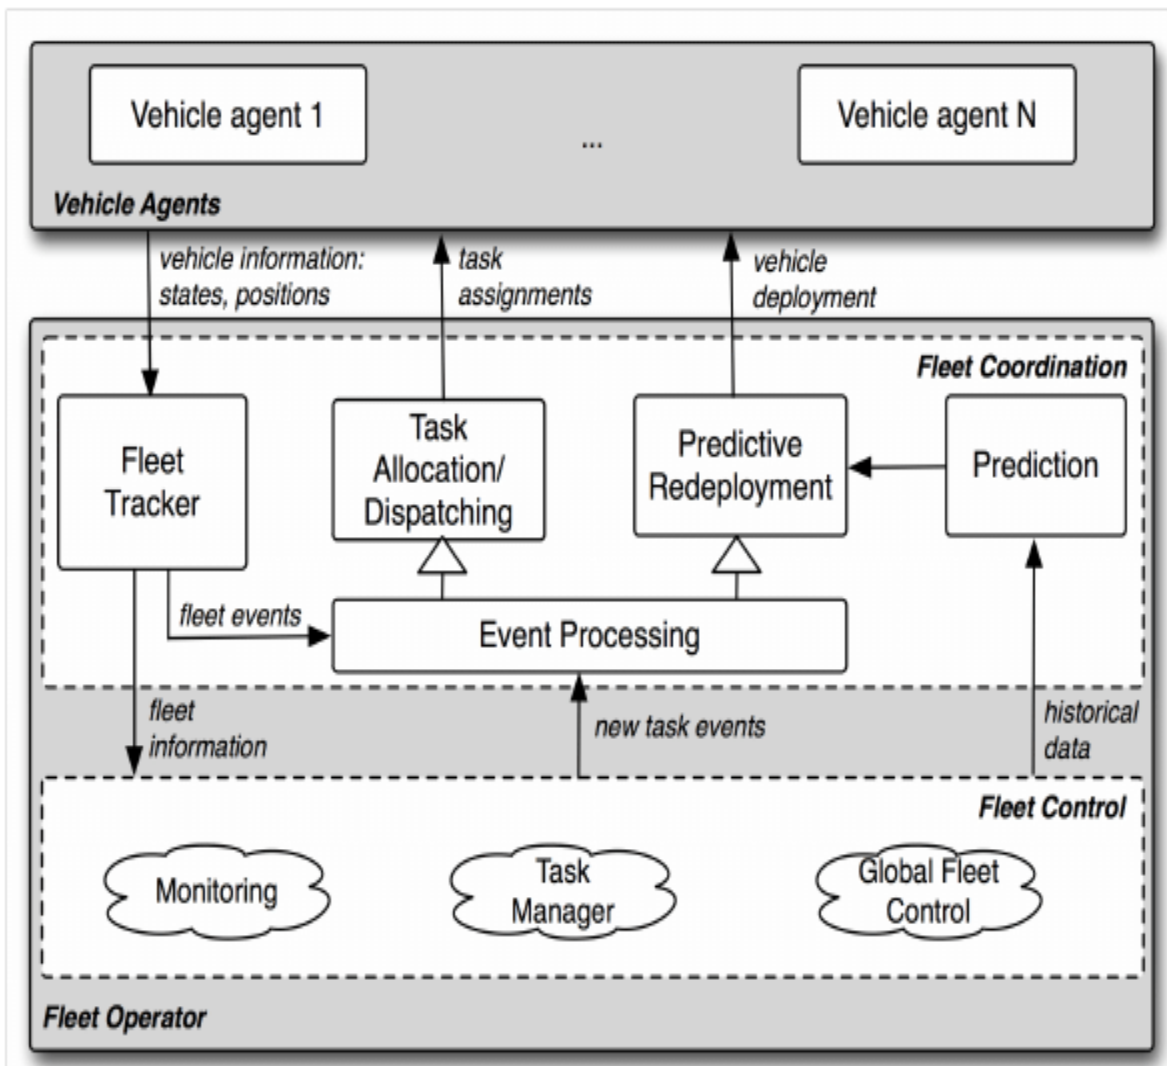 Vehicle agent 1
...
Vehicle agent N
Vehicle Agents
vehicle information:
states, positions
task
assignments
vehicle
deployment
Fleet Coordination
Fleet
Tracker
Task
Allocation/
Dispatching
Predictive
Redeployment
Prediction
fleet events
Event Processing
fleet
information
new task events
historical
data
Fleet Control
Monitoring
Task
Manager
Global Fleet
Control
Fleet Operator